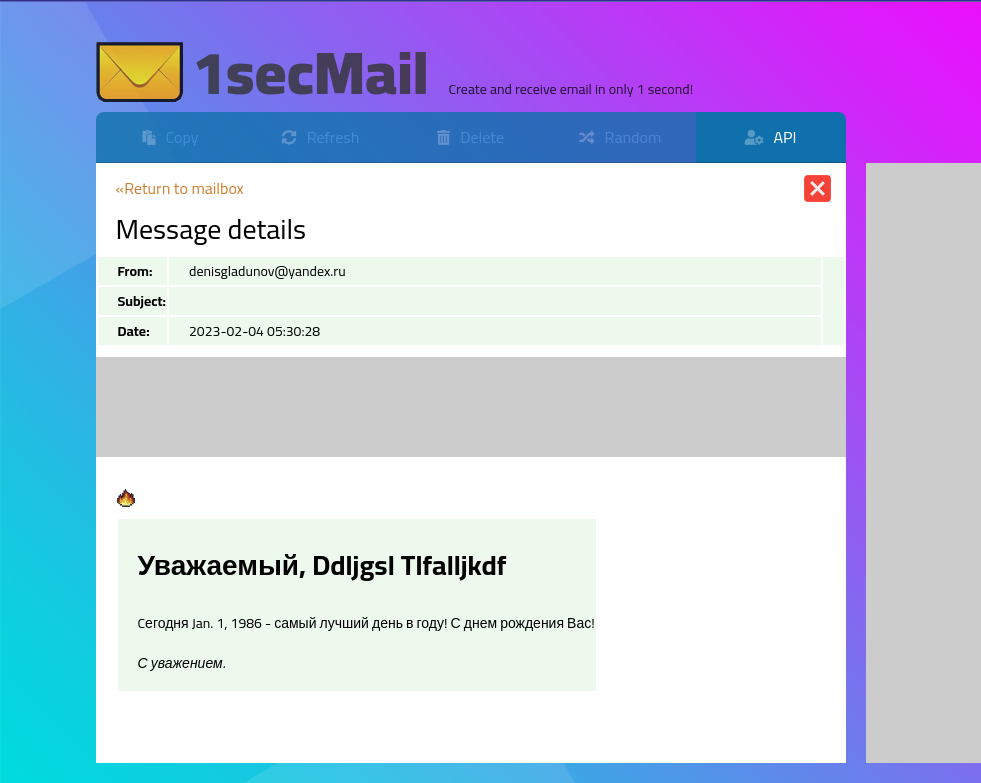 1secMail
Create and receive email in only 1 second!
Copy
Refresh
Delete
Random
API
«Return to mailbox
Message details
From: denisgladunov@yandex.ru
Subject:
Date: 2023-02-04 05:30:28
Уважаемый, Ddljgsl Tlfalljkdf
Сегодня Jan. 1, 1986 - самый лучший день в году! С днем рождения Вас!
С уважением.